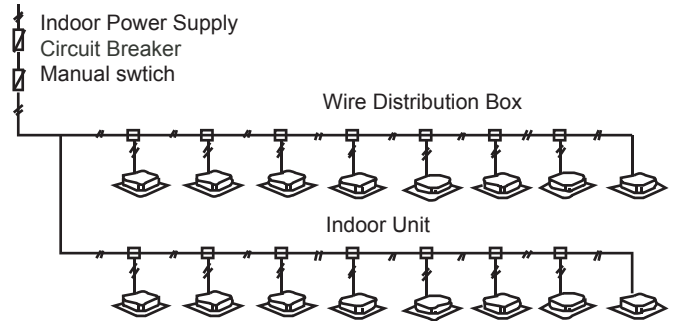 Indoor Power Supply
Circuit Breaker
Manual swtich
Wire Distribution Box
Indoor Unit